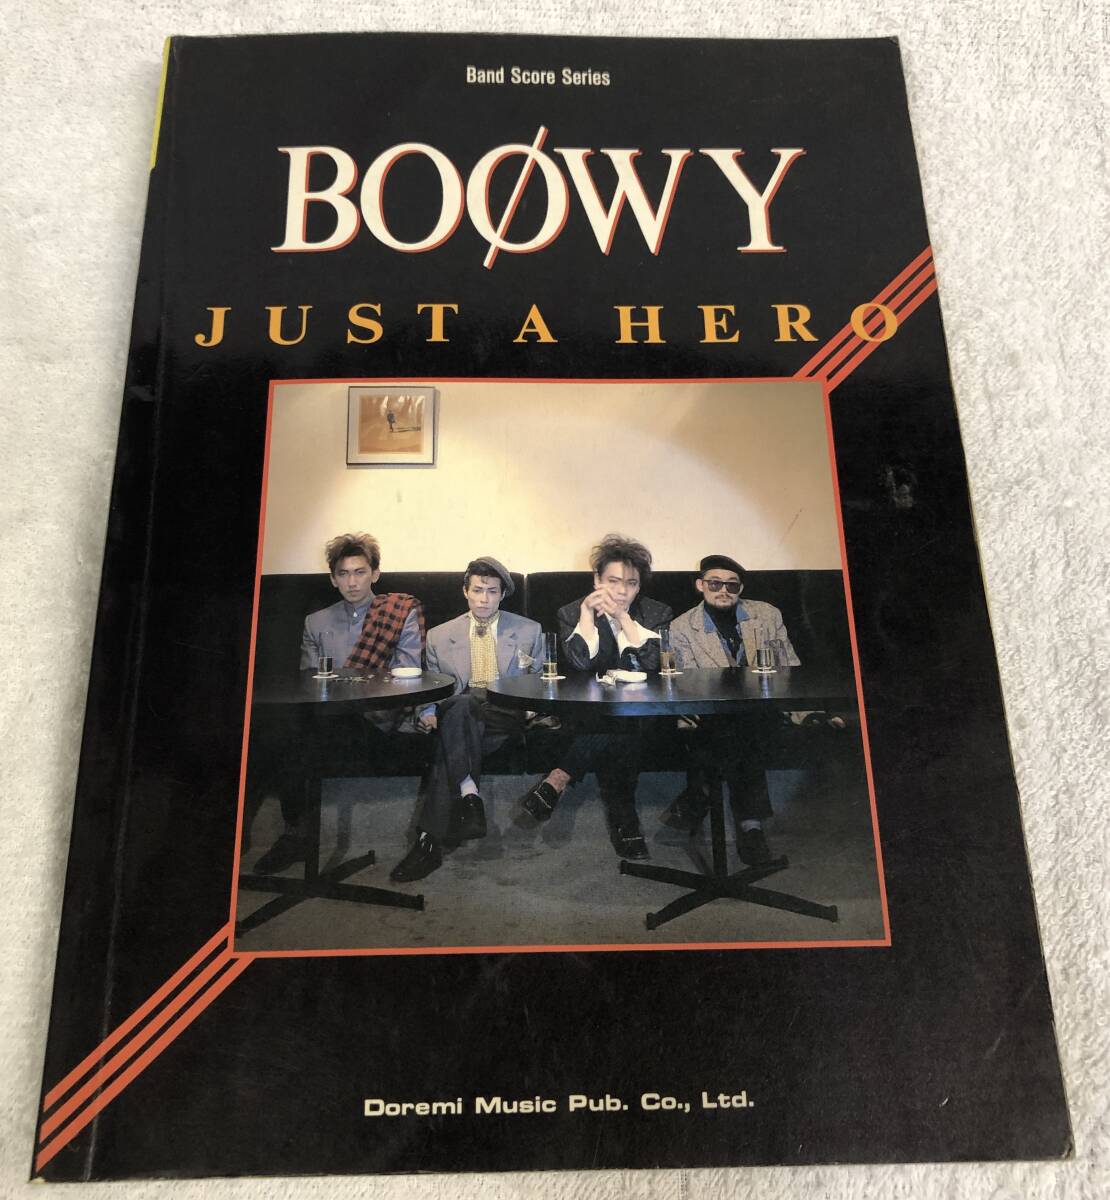 Band Score Series
BOØWY
JUST A HERO
Doremi Music Pub. Co., Ltd.